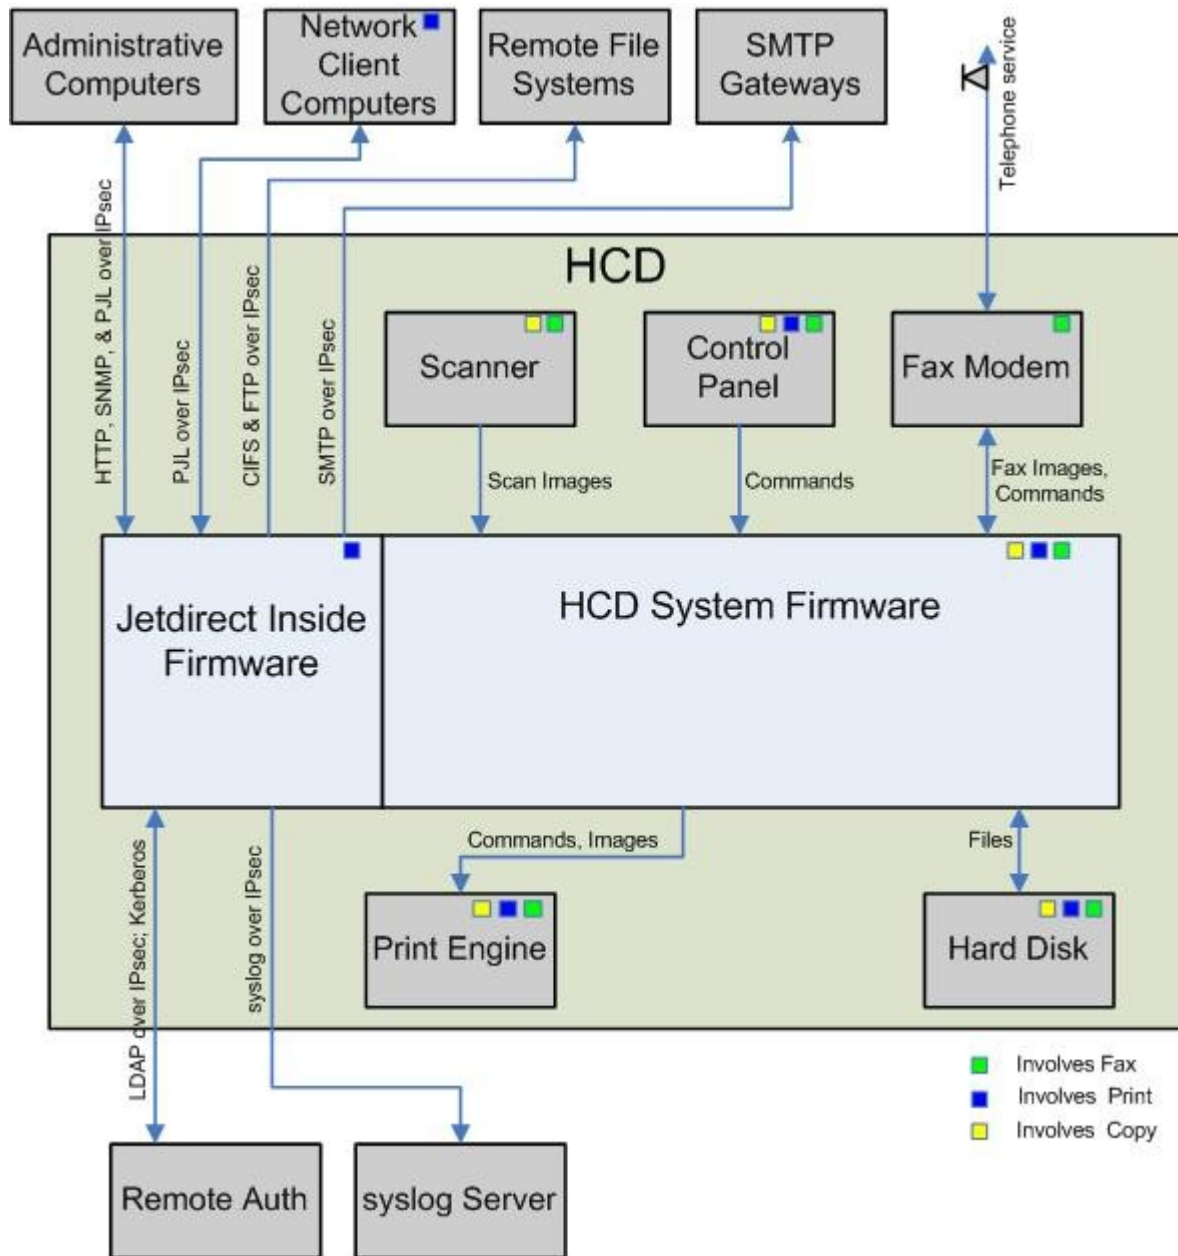 Administrative
Computers
Network
Client
Computers
Remote File
Systems
SMTP
Gateways
Telephone service
HTTP, SNMP, & PJL over IPsec
PJL over IPsec
CIFS & FTP over IPsec
SMTP over IPsec
HCD
Scanner
Control
Panel
Fax Modem
Scan Images
Commands
Fax Images,
Commands
Jetdirect Inside
Firmware
HCD System Firmware
LDAP over IPsec; Kerberos
syslog over IPsec
Commands, Images
Files
Print Engine
Hard Disk
Involves Fax
Involves Print
Involves Copy
Remote Auth
syslog Server